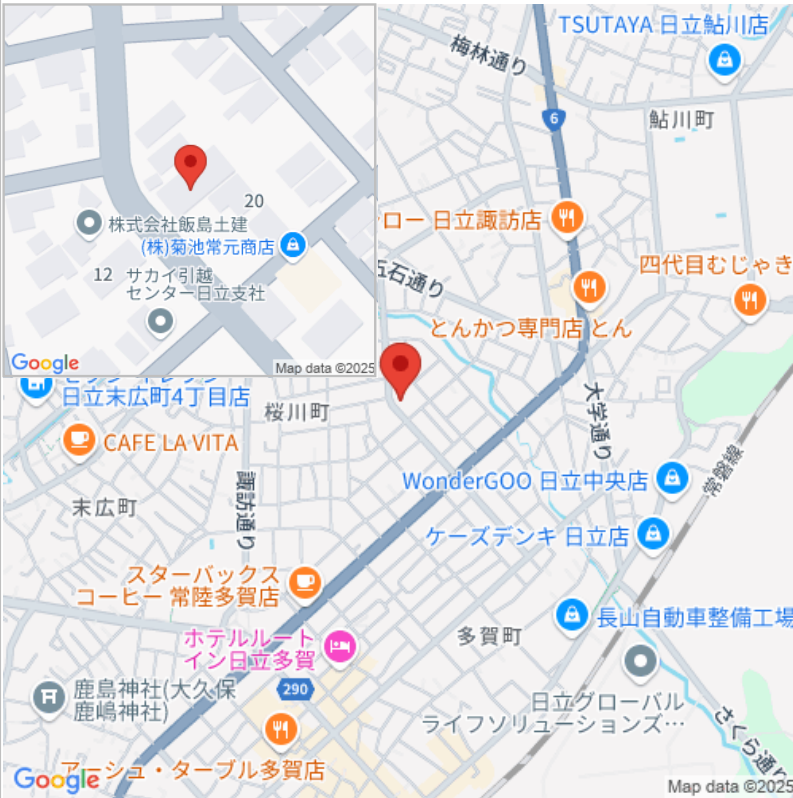 TSUTAYA 日立鮎川店
梅林通り
6
鮎川町
20
株式会社飯島土建
(株)菊池常元商店
12
サカイ引越
センター日立支社
Google
Map data ©2025
ロー 日立諏訪店
五石通り
四代目むじゃき
とんかつ専門店 とん
日立末広町4丁目店
桜川町
CAFE LA VITA
大学通り
常磐線
WonderGOO 日立中央店
末広町
諏訪通り
ケーズデンキ 日立店
スターバックス
コーヒー 常陸多賀店
長山自動車整備工場
多賀町
ホテルルート
イン日立多賀
鹿島神社(大久保
鹿嶋神社)
290
日立グローバル
ライフソリューションズ…
さくら通り
アーシュ・ターブル多賀店
Google
Map data ©2025